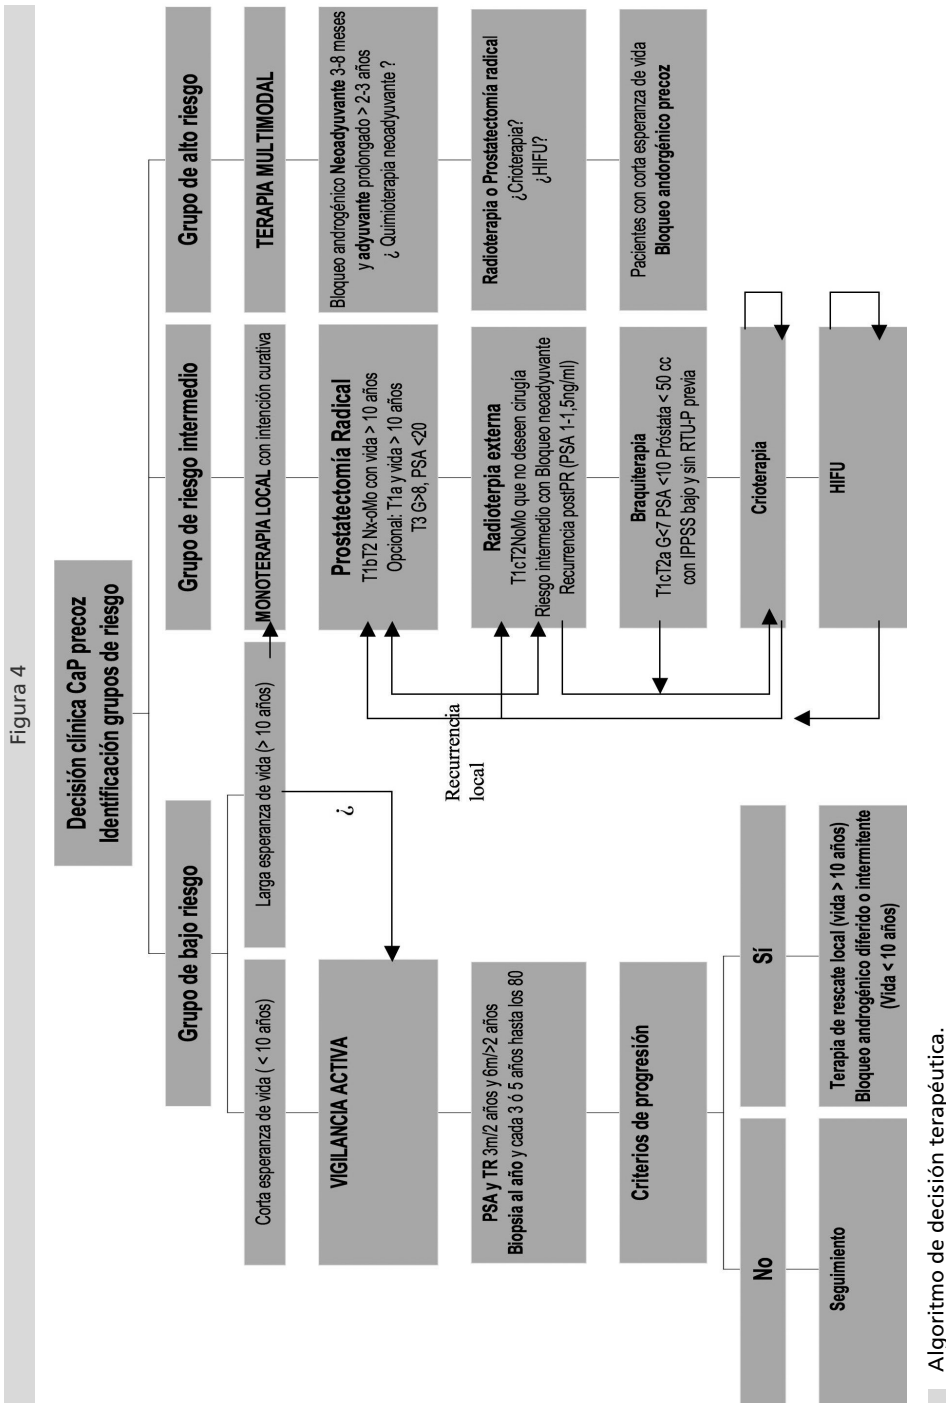 Figura 4
Decisión clínica CaP precoz
Identificación grupos de riesgo
Grupo de bajo riesgo
Grupo de riesgo intermedio
Grupo de alto riesgo
Corta esperanza de vida ( < 10 años)
Larga esperanza de vida (> 10 años)
MONOTERAPIA LOCAL con intención curativa
TERAPIA MULTIMODAL
VIGILANCIA ACTIVA
¿
Prostatectomía Radical
T1bT2 Nx-oMo con vida > 10 años
Opcional: T1a y vida > 10 años
T3 G>8, PSA <20
Bloqueo androgénico Neoadyuvante 3-8 meses
y adyuvante prolongado > 2-3 años
¿ Quimioterapia neoadyuvante ?
Recurrencia
local
PSA y TR 3m/2 años y 6m/>2 años
Biopsia al año y cada 3 ó 5 años hasta los 80
Radioterpia externa
T1cT2NoMo que no deseen cirugía
Riesgo intermedio con Bloqueo neoadyuvante
Recurrencia postPR (PSA 1-1,5ng/ml)
Radioterapia o Prostatectomía radical
¿Crioterapia?
¿HIFU?
Criterios de progresión
Braquiterapia
T1cT2a G<7 PSA <10 Próstata < 50 cc
con IPPSS bajo y sin RTU-P previa
Pacientes con corta esperanza de vida
Bloqueo andorgénico precoz
No
Sí
Crioterapia
Seguimiento
Terapia de rescate local (vida > 10 años)
Bloqueo androgénico diferido o intermitente
(Vida < 10 años)
HIFU
Algoritmo de decisión terapéutica.